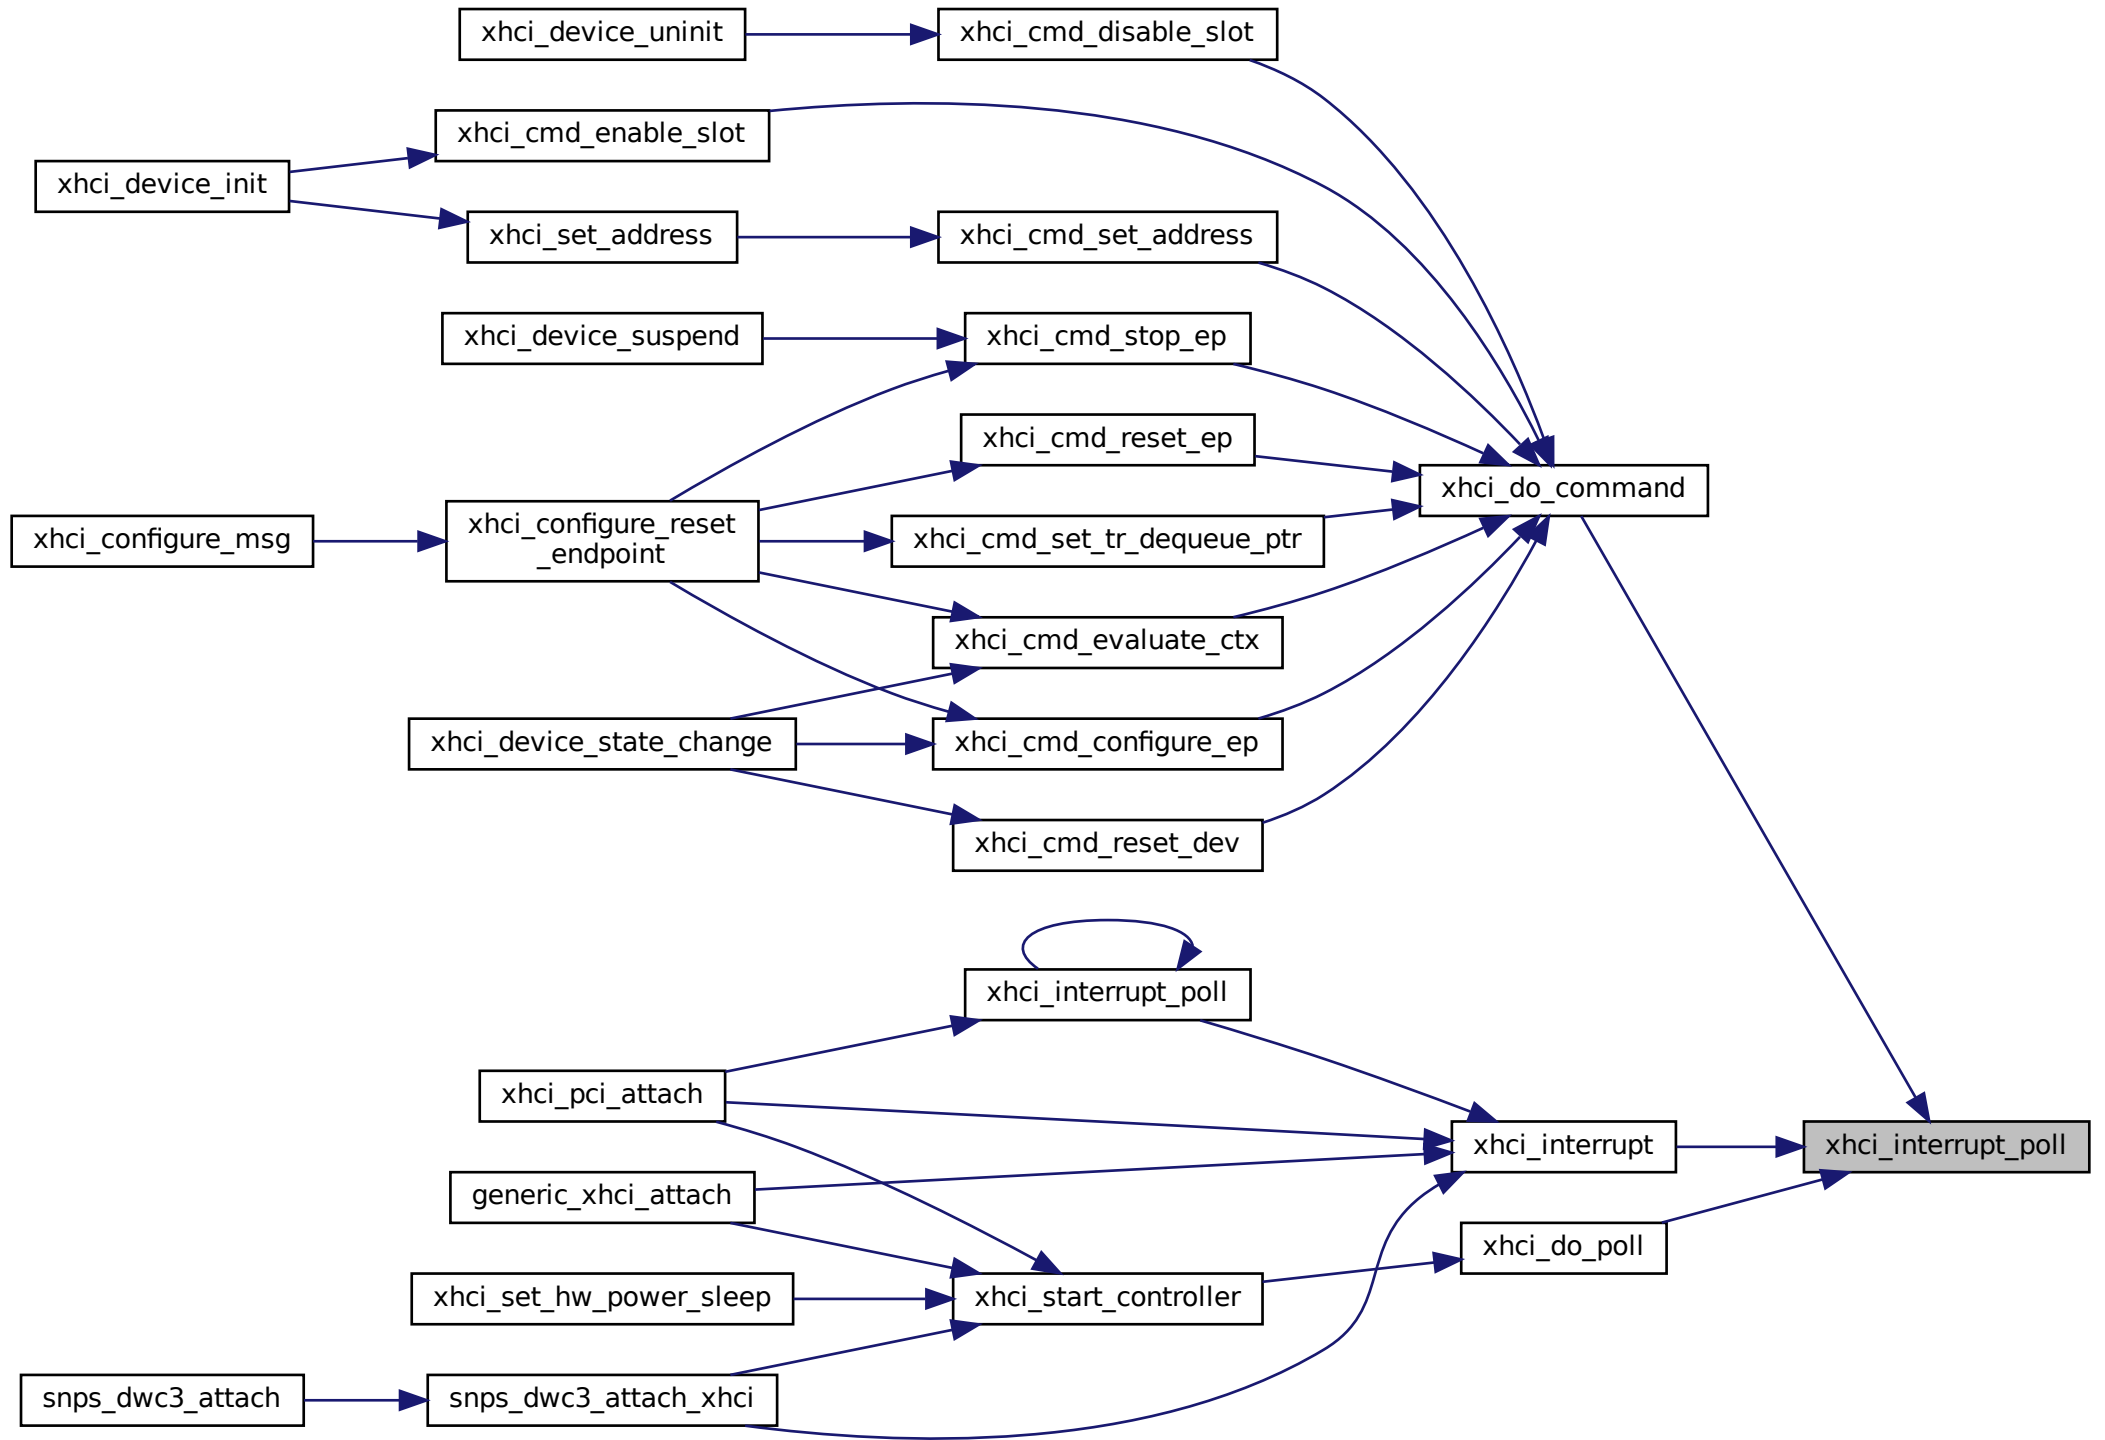 xhci_device_uninit
xhci_cmd_disable_slot
xhci_cmd_enable_slot
xhci_device_init
xhci_set_address
xhci_cmd_set_address
xhci_device_suspend
xhci_cmd_stop_ep
xhci_cmd_reset_ep
xhci_do_command
xhci_configure_msg
xhci_configure_reset
_endpoint
xhci_cmd_set_tr_dequeue_ptr
xhci_cmd_evaluate_ctx
xhci_device_state_change
xhci_cmd_configure_ep
xhci_cmd_reset_dev
xhci_interrupt_poll
xhci_pci_attach
xhci_interrupt
xhci_interrupt_poll
generic_xhci_attach
xhci_do_poll
xhci_set_hw_power_sleep
xhci_start_controller
snps_dwc3_attach
snps_dwc3_attach_xhci